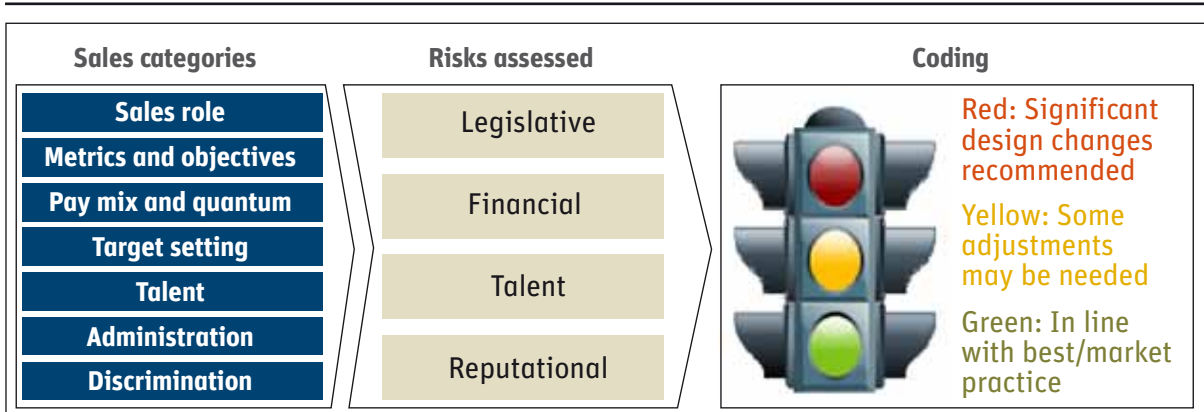 Sales categories
Sales role
Metrics and objectives
Pay mix and quantum
Target setting
Talent
Administration
Discrimination
Risks assessed
Legislative
Financial
Talent
Reputational
Coding
Red: Significant
design changes
recommended
Yellow: Some
adjustments
may be needed
Green: In line
with best/market
practice